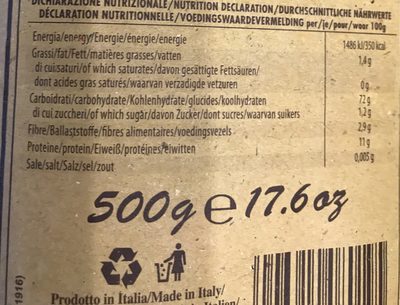 DICHIARAZIONE NUTRIZIONALE/NUTRITION DECLARATION/DURCHSCHNITTLICHE NÄHRWERTE
DÉCLARATION NUTRITIONNELLE/VOEDINGSWAARDEVERMELDING per/je/pour/voor 100g
Energia/energy/Energie/énergie/energie 1486 kJ/350 kcal
Grassi/fat/Fett/matières grasses/vatten 1,4g
di cui saturi/of which saturates/davon gesättigte Fettsäuren/
dont acides gras saturés/waarvan verzadigde vetzuren 0g
Carboidrati/carbohydrate/Kohlenhydrate/glucides/koolhydraten 72g
di cui zuccheri/of which sugar/davon Zucker/dont sucres/waarvan suikers 1,2g
Fibre/Ballaststoffe/fibres alimentaires/voedingsvezels 2,9g
Proteine/protein/Eiweiß/protéines/eiwitten 11g
Sale/salt/Salz/sel/zout 0,005g
500g e 17.6 oz
Prodotto in Italia/Made in Italy/
1916)